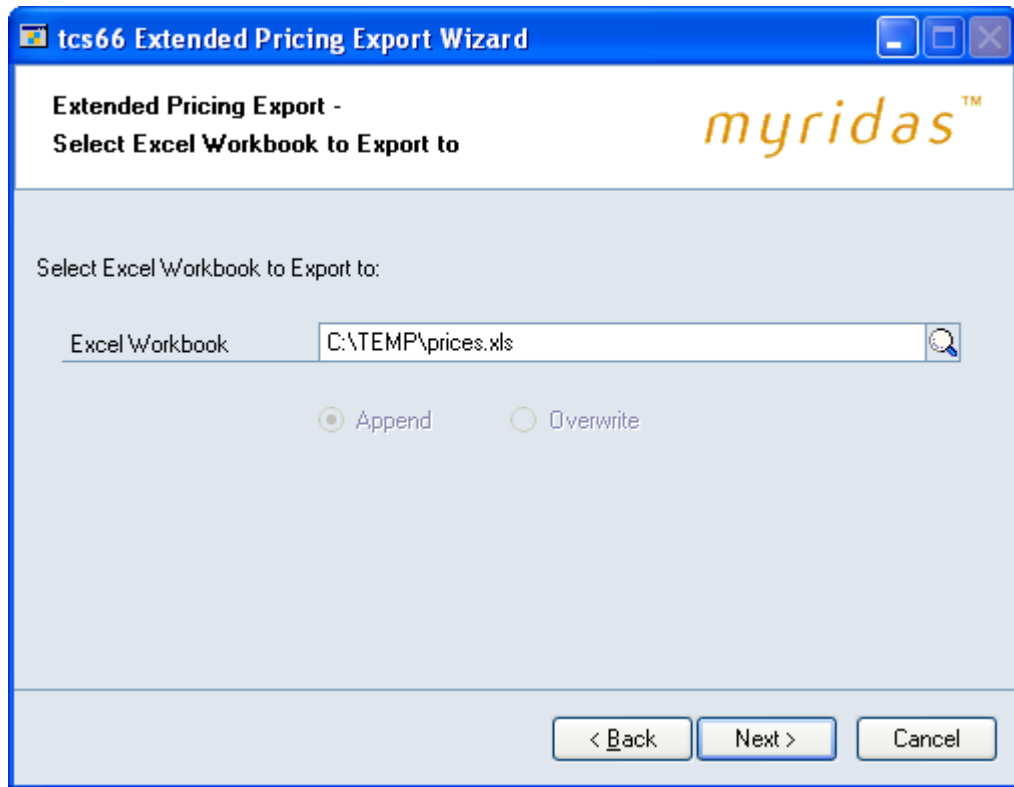 tcs66 Extended Pricing Export Wizard
Extended Pricing Export -
Select Excel Workbook to Export to
myridas™
Select Excel Workbook to Export to:
Excel Workbook C:\TEMP\prices.xls
Append Overwrite
< Back Next > Cancel